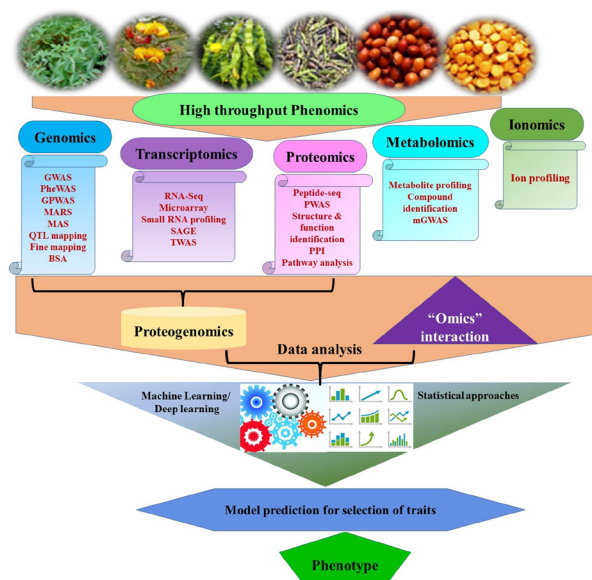 High throughput Phenomics
Genomics
GWAS
PheWAS
GPWAS
MARS
MAS
QTL mapping
Fine mapping
BSA
Transcriptomics
RNA-Seq
Microarray
Small RNA profiling
SAGE
TWAS
Proteomics
Peptide-seq
PWAS
Structure &
function
identification
PPI
Pathway analysis
Metabolomics
Metabolite profiling
Compound
identification
mGWAS
Ionomics
Ion profiling
Proteogenomics
“Omics”
interaction
Data analysis
Machine Learning/
Deep learning
Statistical approaches
Model prediction for selection of traits
Phenotype